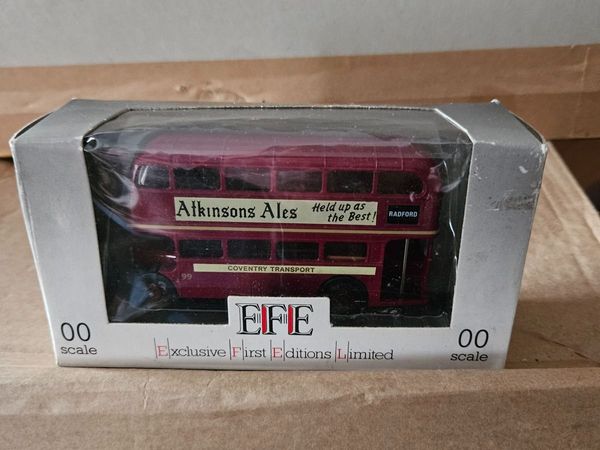 Atkinsons Ales Held up as
the Best!
RADFORD
COVENTRY TRANSPORT
99
EFE
00
scale
Exclusive First Editions Limited
00
scale